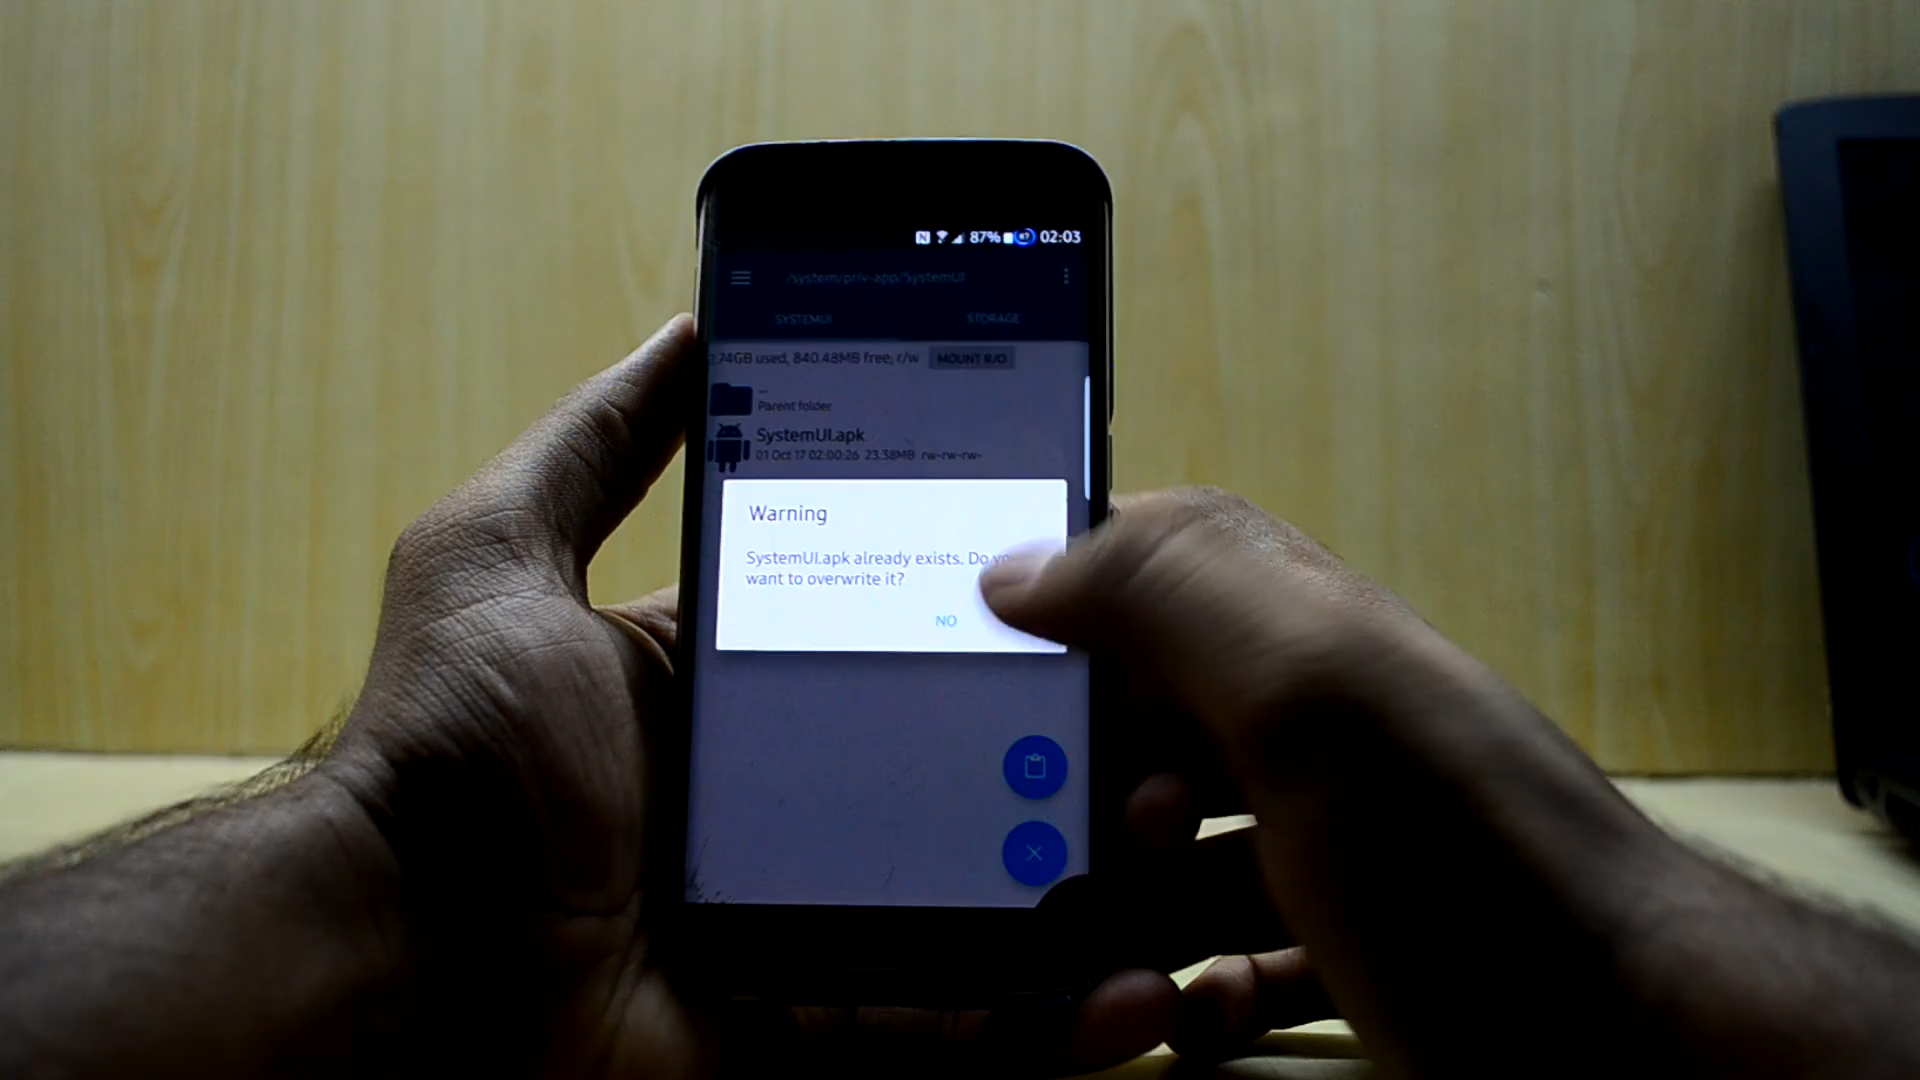 87% 67 02:03
/system/priv-app/SystemUI
SYSTEMUI STORAGE
.74GB used, 840.48MB free, r/w MOUNT R/O
..
Parent folder
SystemUI.apk
01 Oct 17 02:00:26 23.38MB rw-rw-rw-
Warning
SystemUI.apk already exists. Do
want to overwrite it?
NO